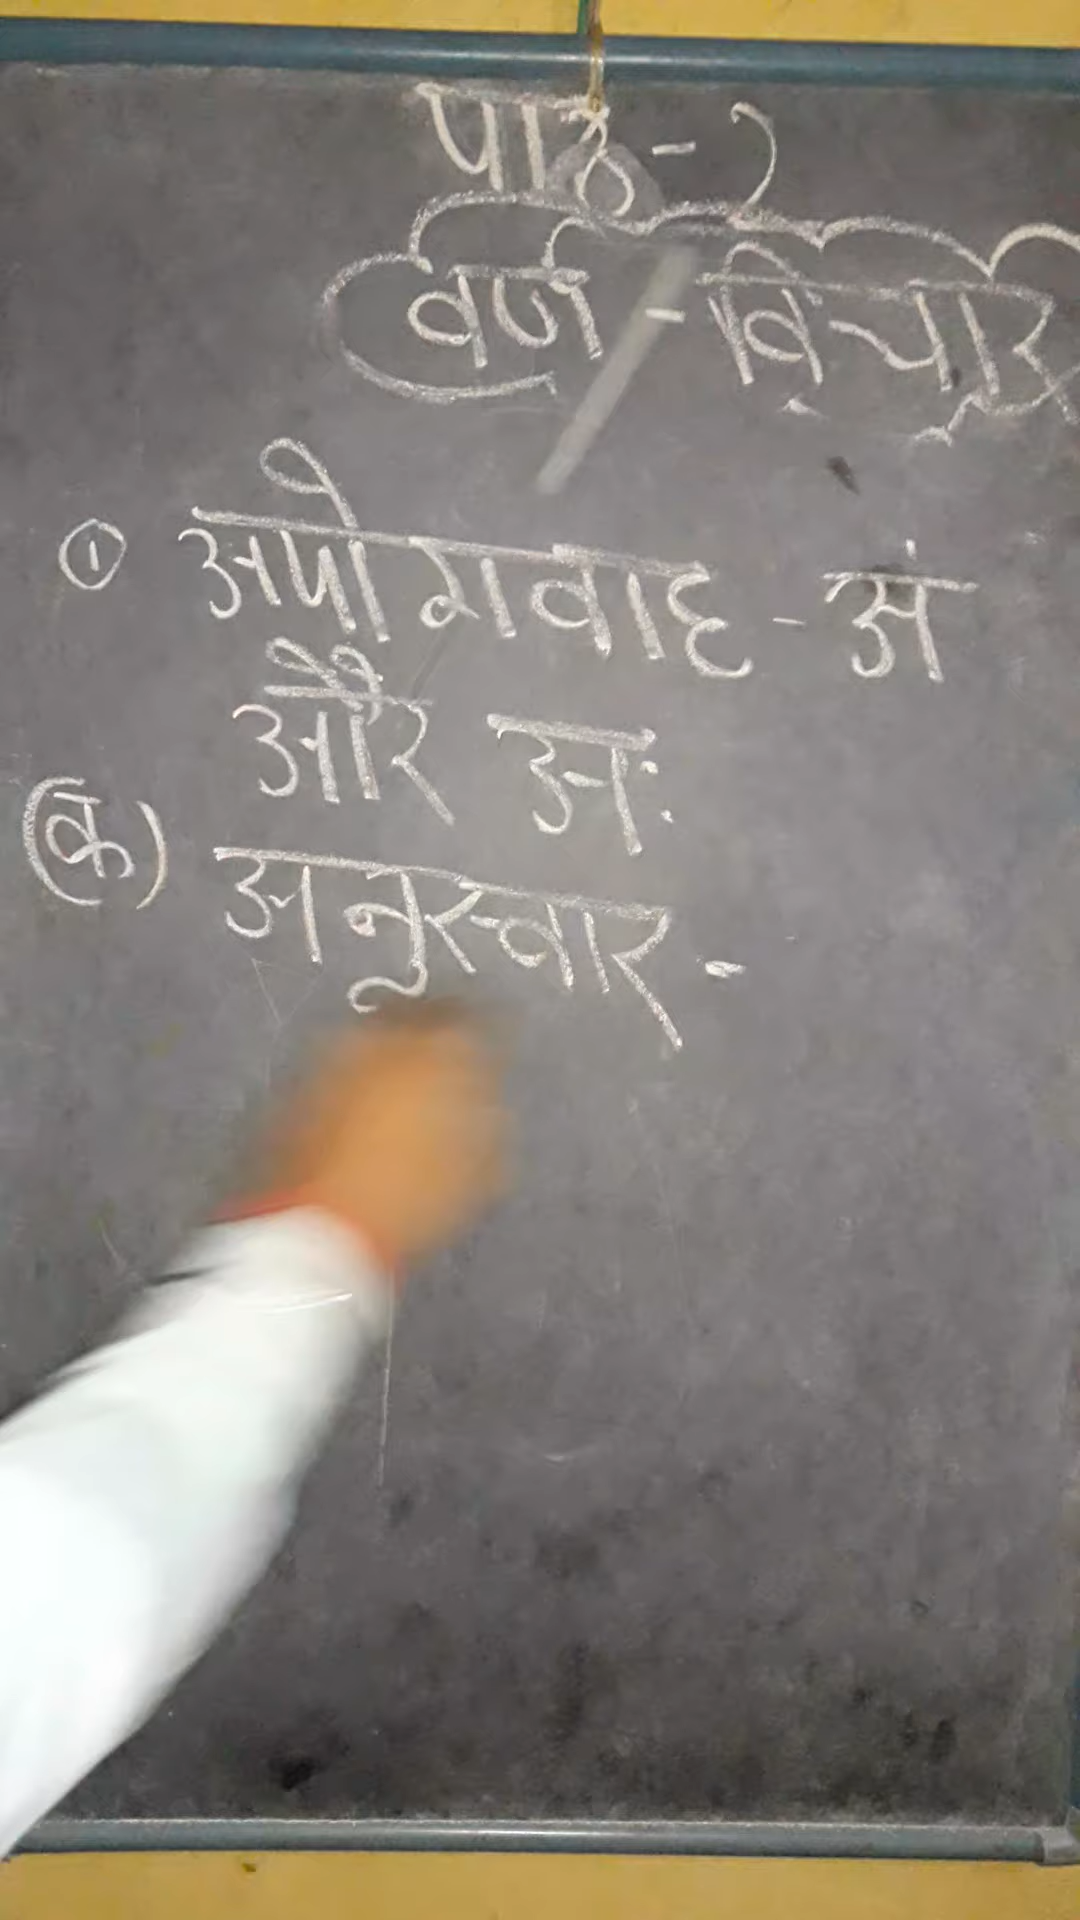 पाठ-2
वर्ण-विचार
① अयोगवाह - अं
और अः
(क) अनुस्वार -